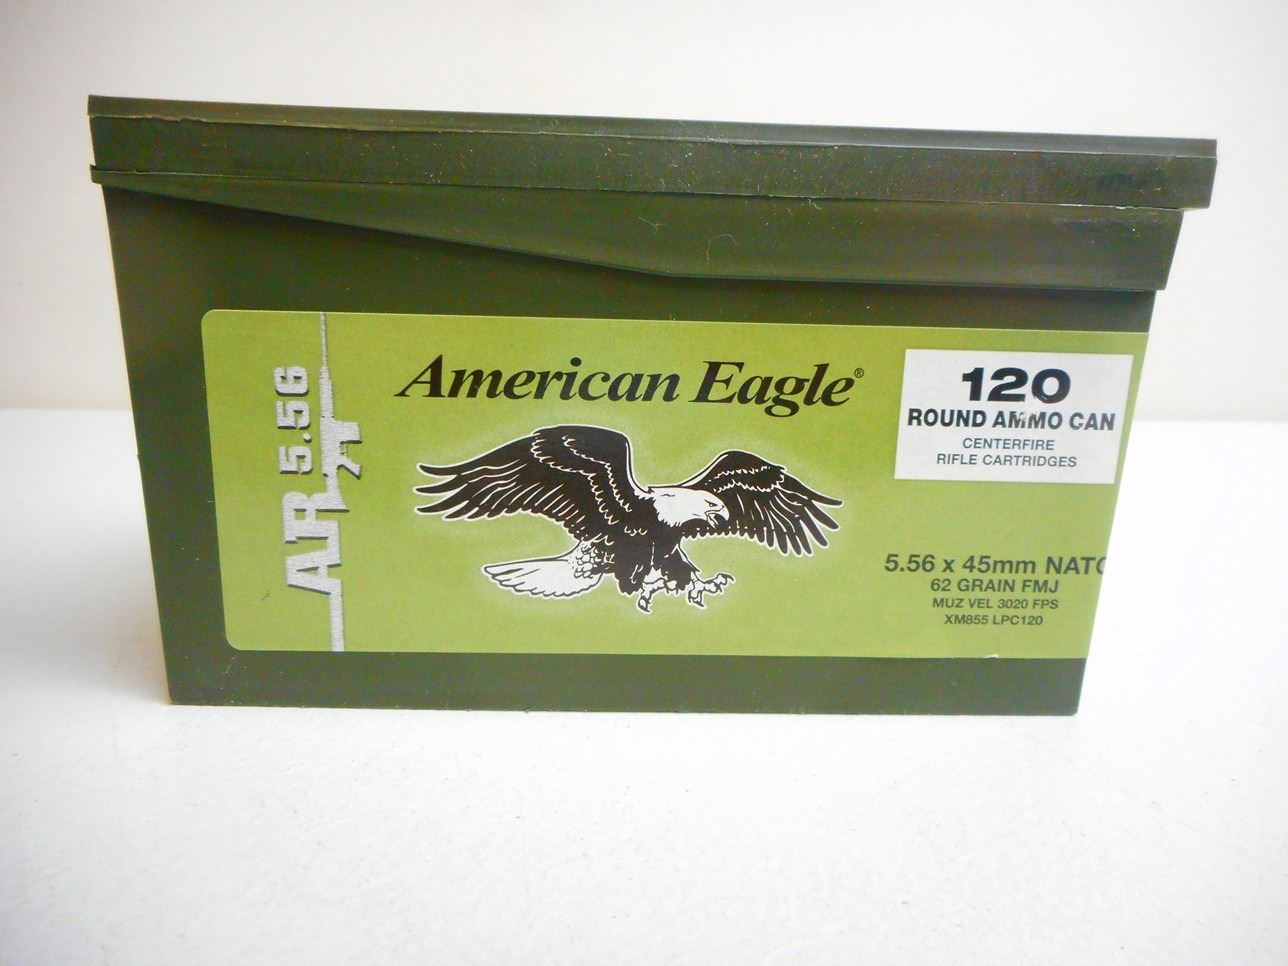 AR 5.56
American Eagle®
120
ROUND AMMO CAN
CENTERFIRE
RIFLE CARTRIDGES
5.56 x 45mm NATO
62 GRAIN FMJ
MUZ VEL 3020 FPS
XM855 LPC120